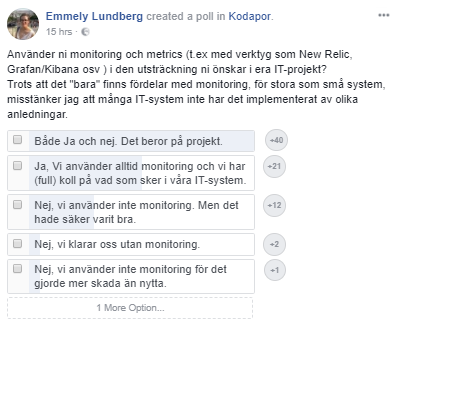 Emmely Lundberg created a poll in Kodapor.
15 hrs ·
Använder ni monitoring och metrics (t.ex med verktyg som New Relic,
Grafan/Kibana osv ) i den utsträckning ni önskar i era IT-projekt?
Trots att det "bara" finns fördelar med monitoring, för stora som små system,
misstänker jag att många IT-system inte har det implementerat av olika
anledningar.
Både Ja och nej. Det beror på projekt.
+40
Ja, Vi använder alltid monitoring och vi har
(full) koll på vad som sker i våra IT-system.
+21
Nej, vi använder inte monitoring. Men det
hade säker varit bra.
+12
Nej, vi klarar oss utan monitoring.
+2
Nej, vi använder inte monitoring för det
gjorde mer skada än nytta.
+1
1 More Option...